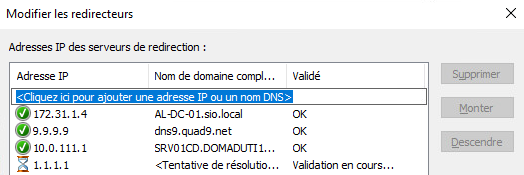 Modifier les redirecteurs
Adresses IP des serveurs de redirection :
Adresse IP Nom de domaine compl... Validé
<Cliquez ici pour ajouter une adresse IP ou un nom DNS>
172.31.1.4 AL-DC-01.sio.local OK
9.9.9.9 dns9.quad9.net OK
10.0.111.1 SRV01CD.DOMADUTI1... OK
1.1.1.1 <Tentative de résolutio... Validation en cours...
Supprimer
Monter
Descendre